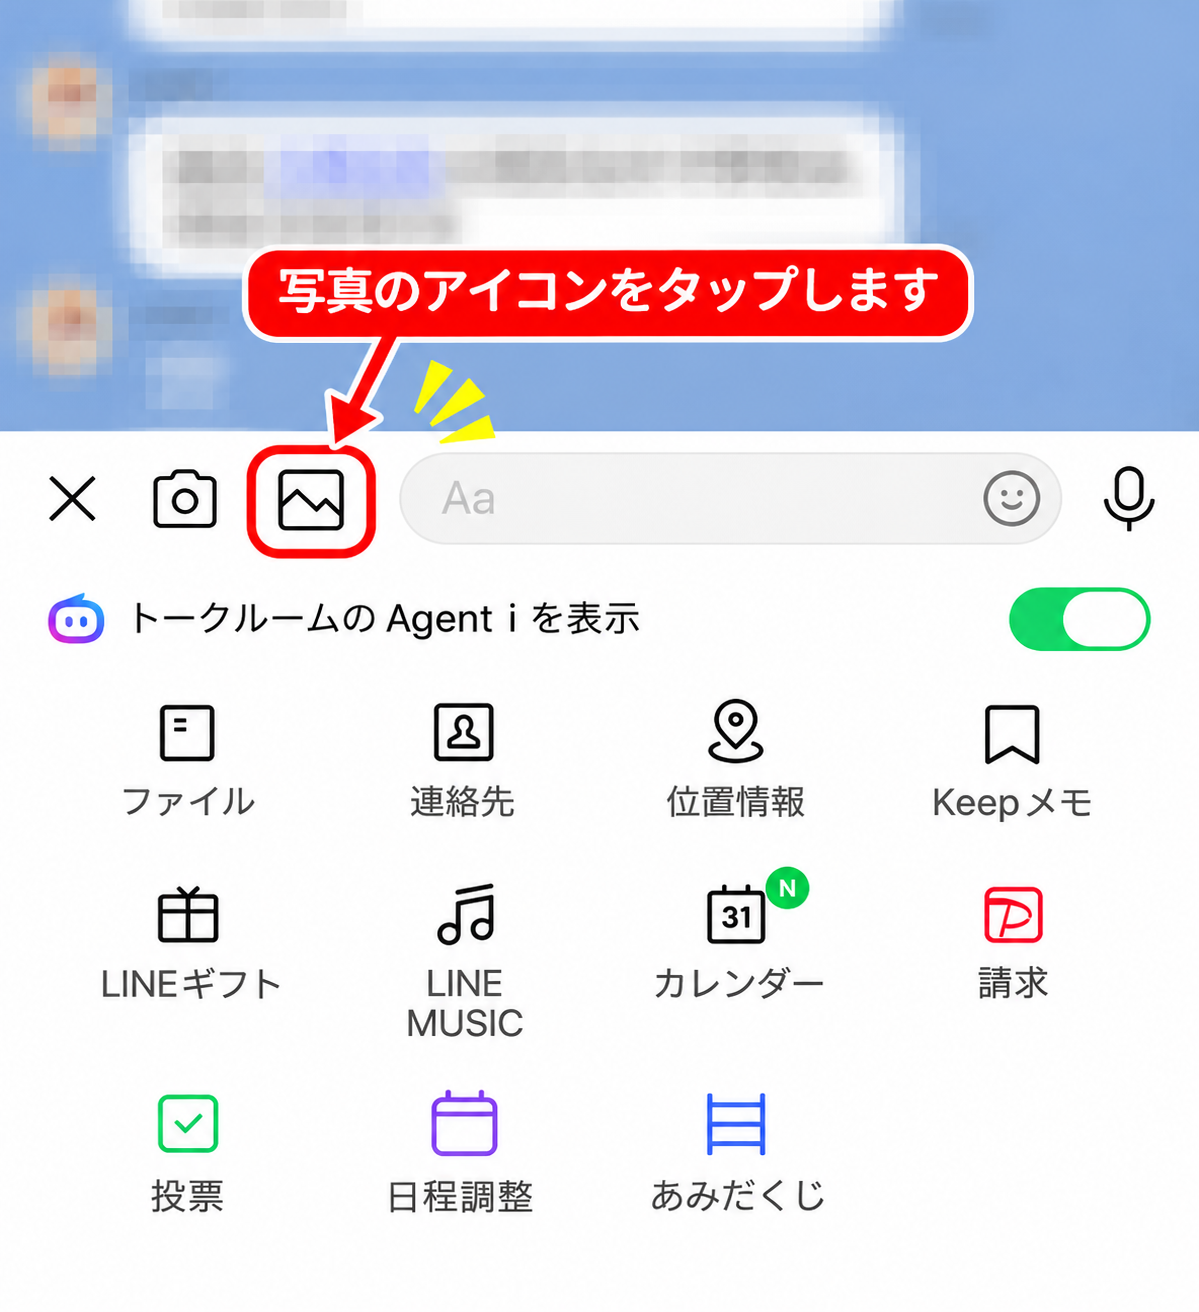 写真のアイコンをタップします
Aa
トークルームの Agent i を表示
ファイル
連絡先
位置情報
Keepメモ
LINEギフト
LINE
MUSIC
31
N
カレンダー
請求
投票
日程調整
あみだくじ